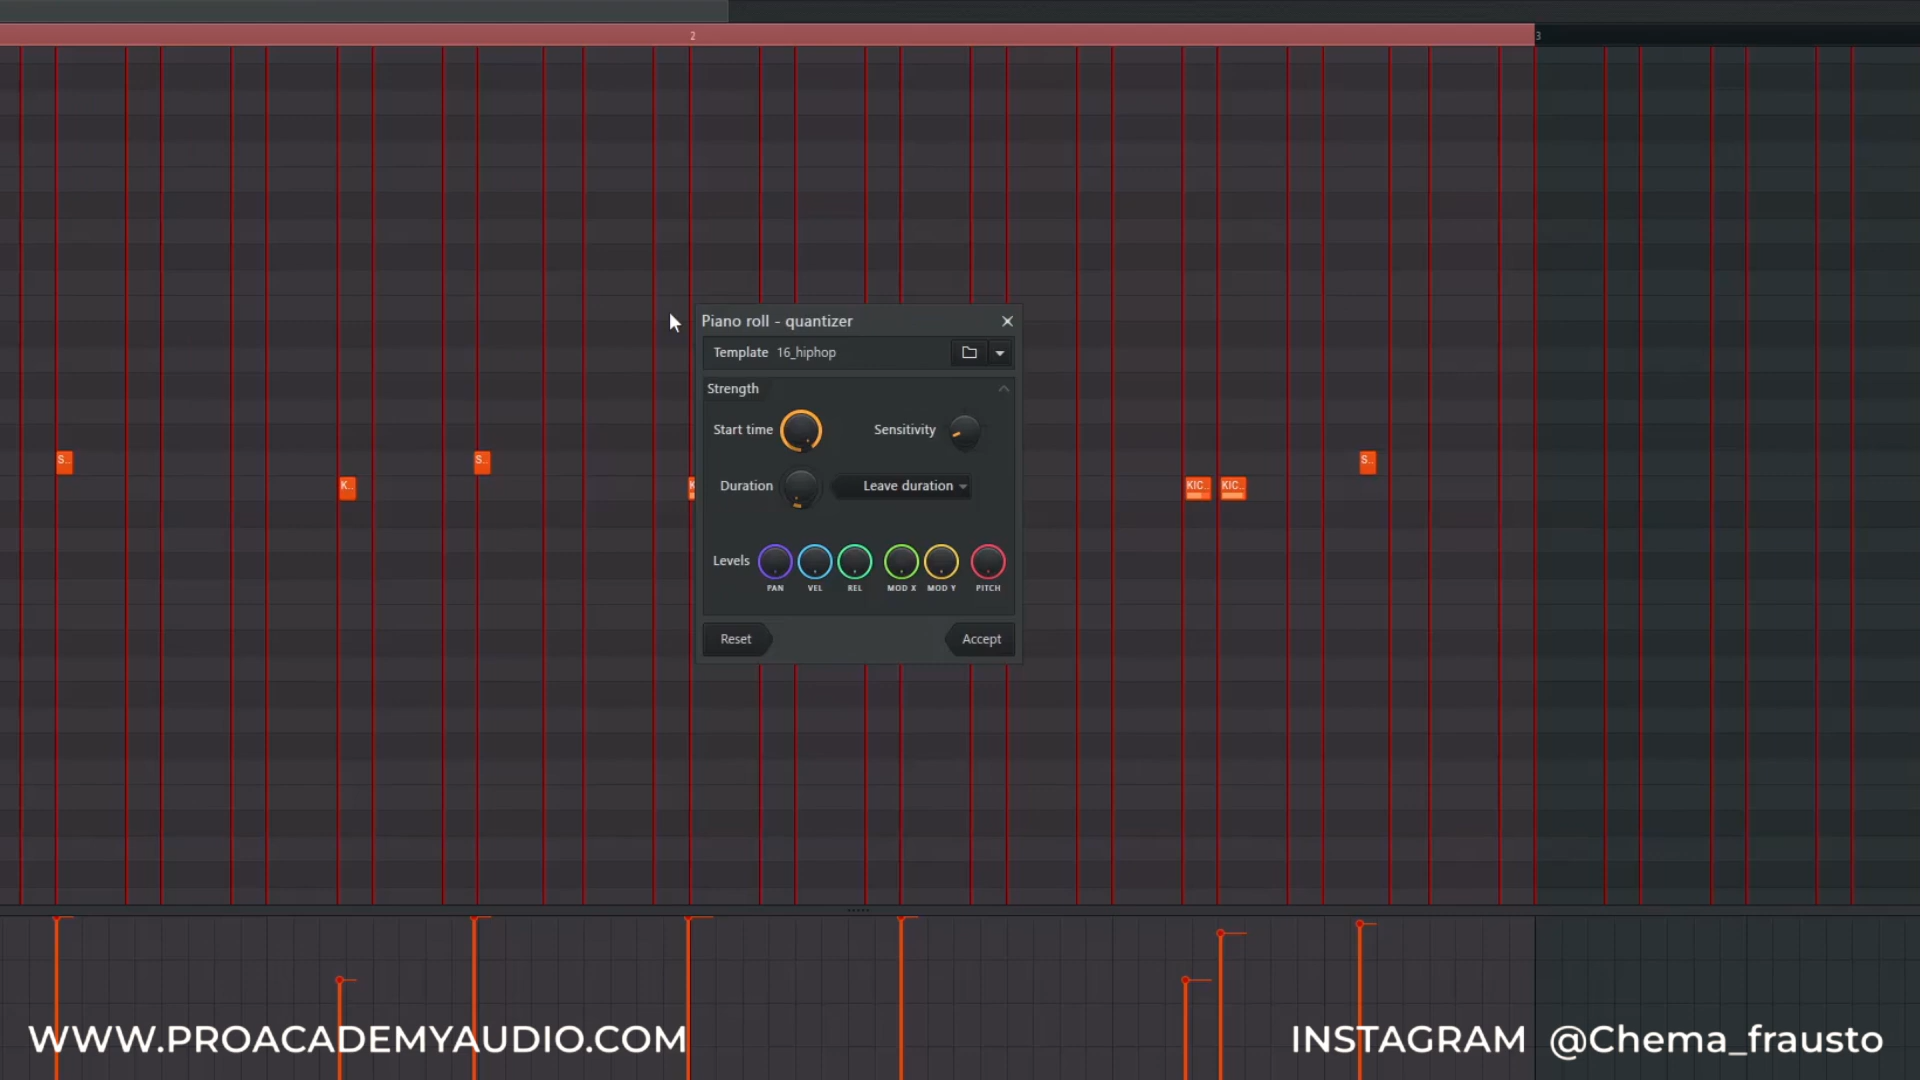 2
3
Piano roll - quantizer
Template 16_hiphop
Strength
Start time
Sensitivity
S..
S..
S..
K..
K
Duration
Leave duration
KIC..
KIC..
Levels
PAN VEL REL MOD X MOD Y PITCH
Reset
Accept
WWW.PROACADEMYAUDIO.COM
INSTAGRAM @Chema_frausto